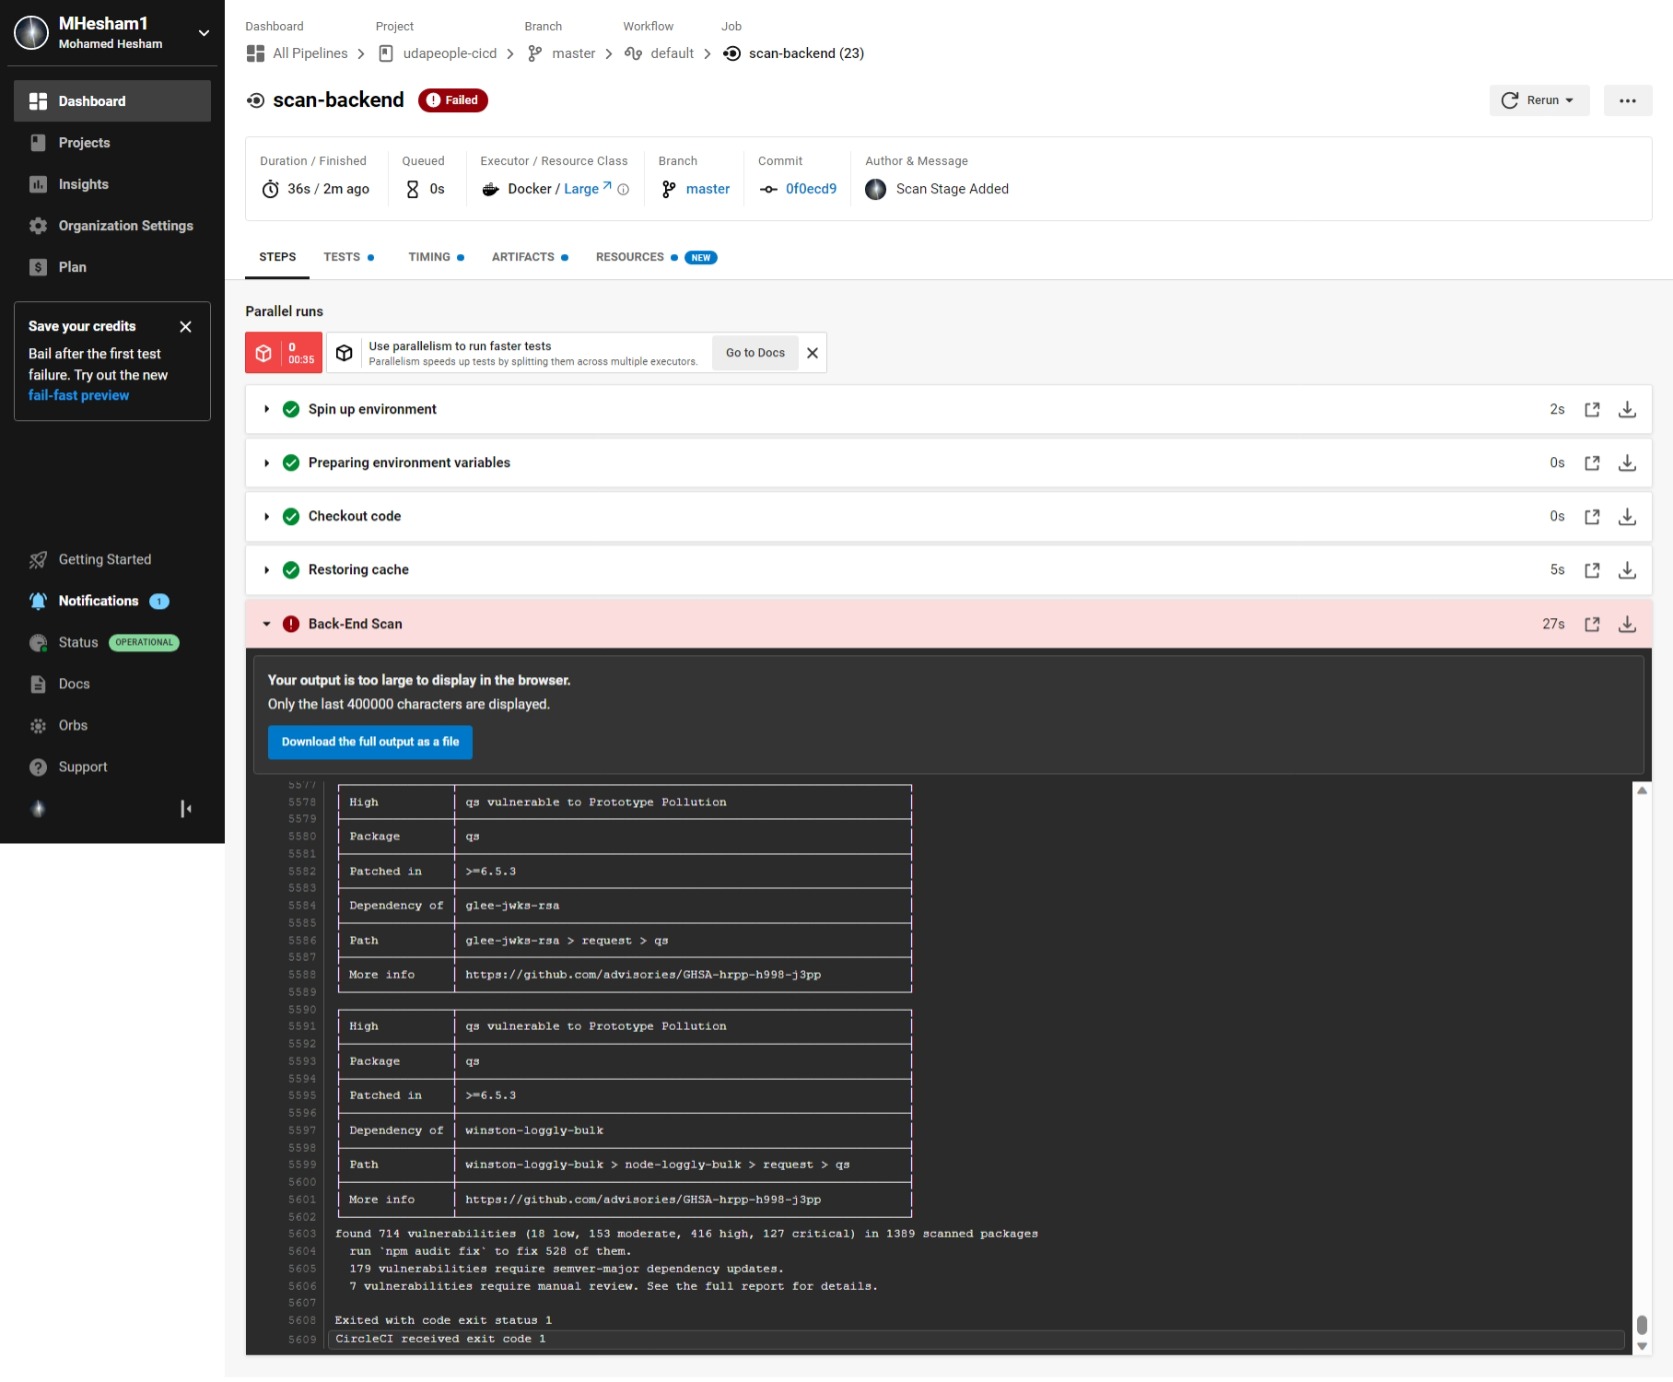 MHesham1
Mohamed Hesham
Dashboard
Projects
Insights
Organization Settings
Plan
Save your credits
Bail after the first test
failure. Try out the new
fail-fast preview
Getting Started
Notifications 1
Status OPERATIONAL
Docs
Orbs
Support
Dashboard Project Branch Workflow Job
All Pipelines udapeople-cicd master default scan-backend (23)
scan-backend Failed
Rerun
Duration / Finished Queued Executor / Resource Class Branch Commit Author & Message
36s / 2m ago 0s Docker / Large master 0f0ecd9 Scan Stage Added
STEPS TESTS TIMING ARTIFACTS RESOURCES NEW
Parallel runs
0
00:35
Use parallelism to run faster tests
Parallelism speeds up tests by splitting them across multiple executors.
Go to Docs
Spin up environment 2s
Preparing environment variables 0s
Checkout code 0s
Restoring cache 5s
Back-End Scan 27s
Your output is too large to display in the browser.
Only the last 400000 characters are displayed.
Download the full output as a file
5577
5578 High qs vulnerable to Prototype Pollution
5579
5580 Package qs
5581
5582 Patched in >=6.5.3
5583
5584 Dependency of glee-jwks-rsa
5585
5586 Path glee-jwks-rsa > request > qs
5587
5588 More info https://github.com/advisories/GHSA-hrpp-h998-j3pp
5589
5590
5591 High qs vulnerable to Prototype Pollution
5592
5593 Package qs
5594
5595 Patched in >=6.5.3
5596
5597 Dependency of winston-loggly-bulk
5598
5599 Path winston-loggly-bulk > node-loggly-bulk > request > qs
5600
5601 More info https://github.com/advisories/GHSA-hrpp-h998-j3pp
5602
5603 found 714 vulnerabilities (18 low, 153 moderate, 416 high, 127 critical) in 1389 scanned packages
5604 run `npm audit fix` to fix 528 of them.
5605 179 vulnerabilities require semver-major dependency updates.
5606 7 vulnerabilities require manual review. See the full report for details.
5607
5608 Exited with code exit status 1
5609 CircleCI received exit code 1